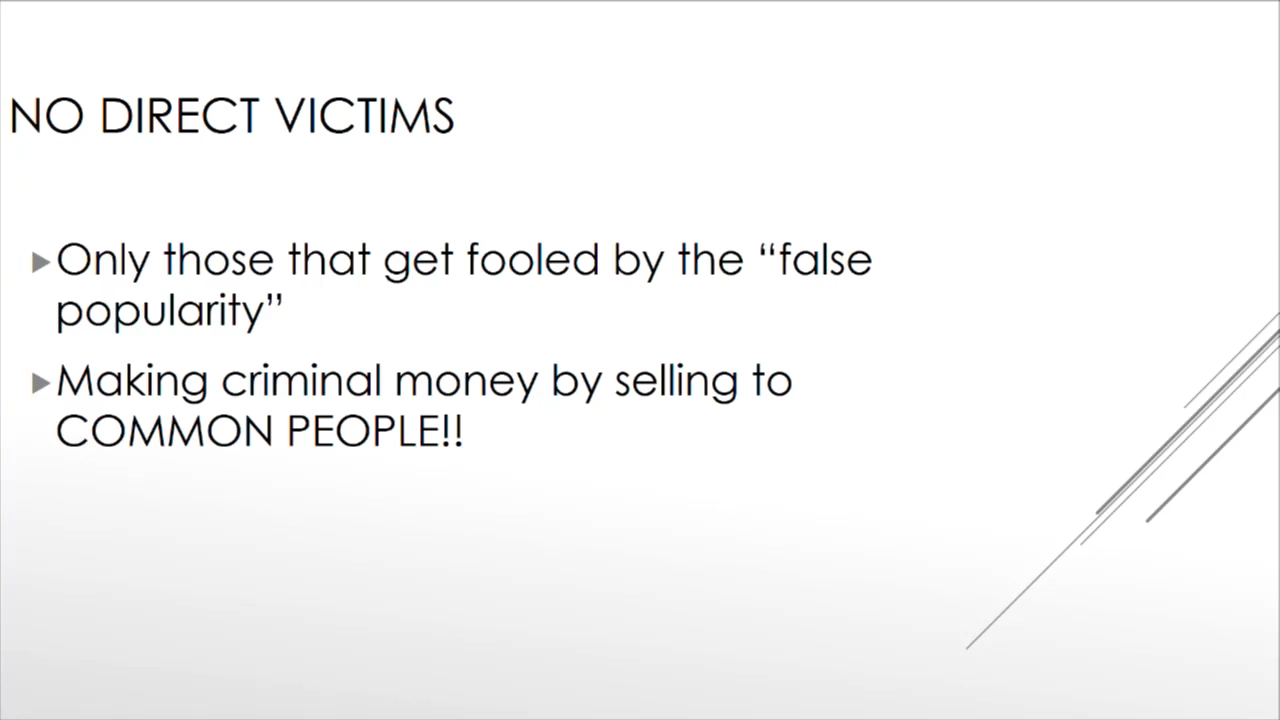 NO DIRECT VICTIMS
Only those that get fooled by the “false
popularity”
Making criminal money by selling to
COMMON PEOPLE!!